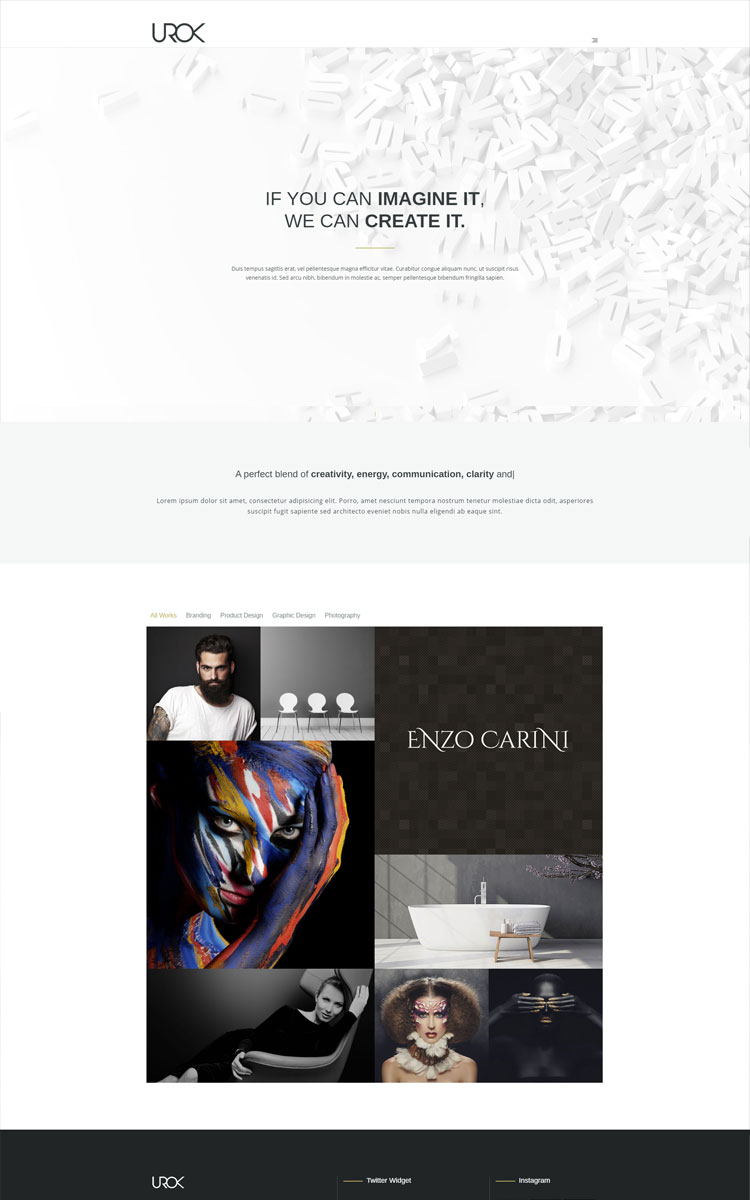 UROK
IF YOU CAN IMAGINE IT,
WE CAN CREATE IT.
Duis tempus sagittis erat, vel pellentesque magna efficitur vitae. Curabitur congue aliquam nunc, ut suscipit risus
venenatis id. Sed arcu nibh, bibendum in molestie ac, semper pellentesque bibendum fringilla sapien.
A perfect blend of creativity, energy, communication, clarity and|
Lorem ipsum dolor sit amet, consectetur adipisicing elit. Porro, amet nesciunt tempora nostrum tenetur molestiae dicta odit, asperiores
suscipit fugit sapiente sed architecto eveniet nobis nulla eligendi ab eaque sint.
All Works Branding Product Design Graphic Design Photography
ENZO CARINI
UROK
Twitter Widget
Instagram